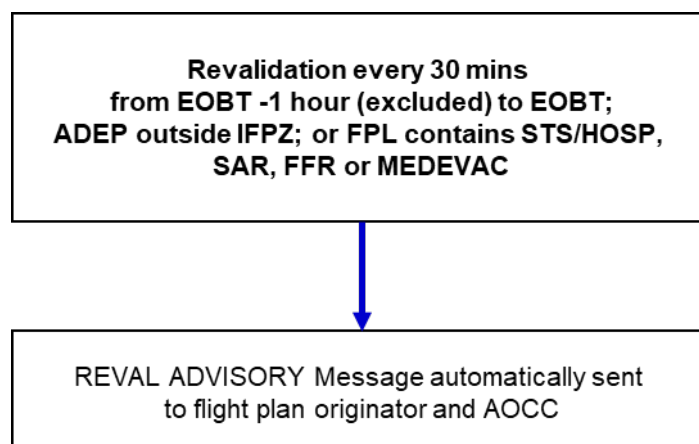 Revalidation every 30 mins
from EOBT -1 hour (excluded) to EOBT;
ADEP outside IFPZ; or FPL contains STS/HOSP,
SAR, FFR or MEDEVAC
REVAL ADVISORY Message automatically sent
to flight plan originator and AOCC